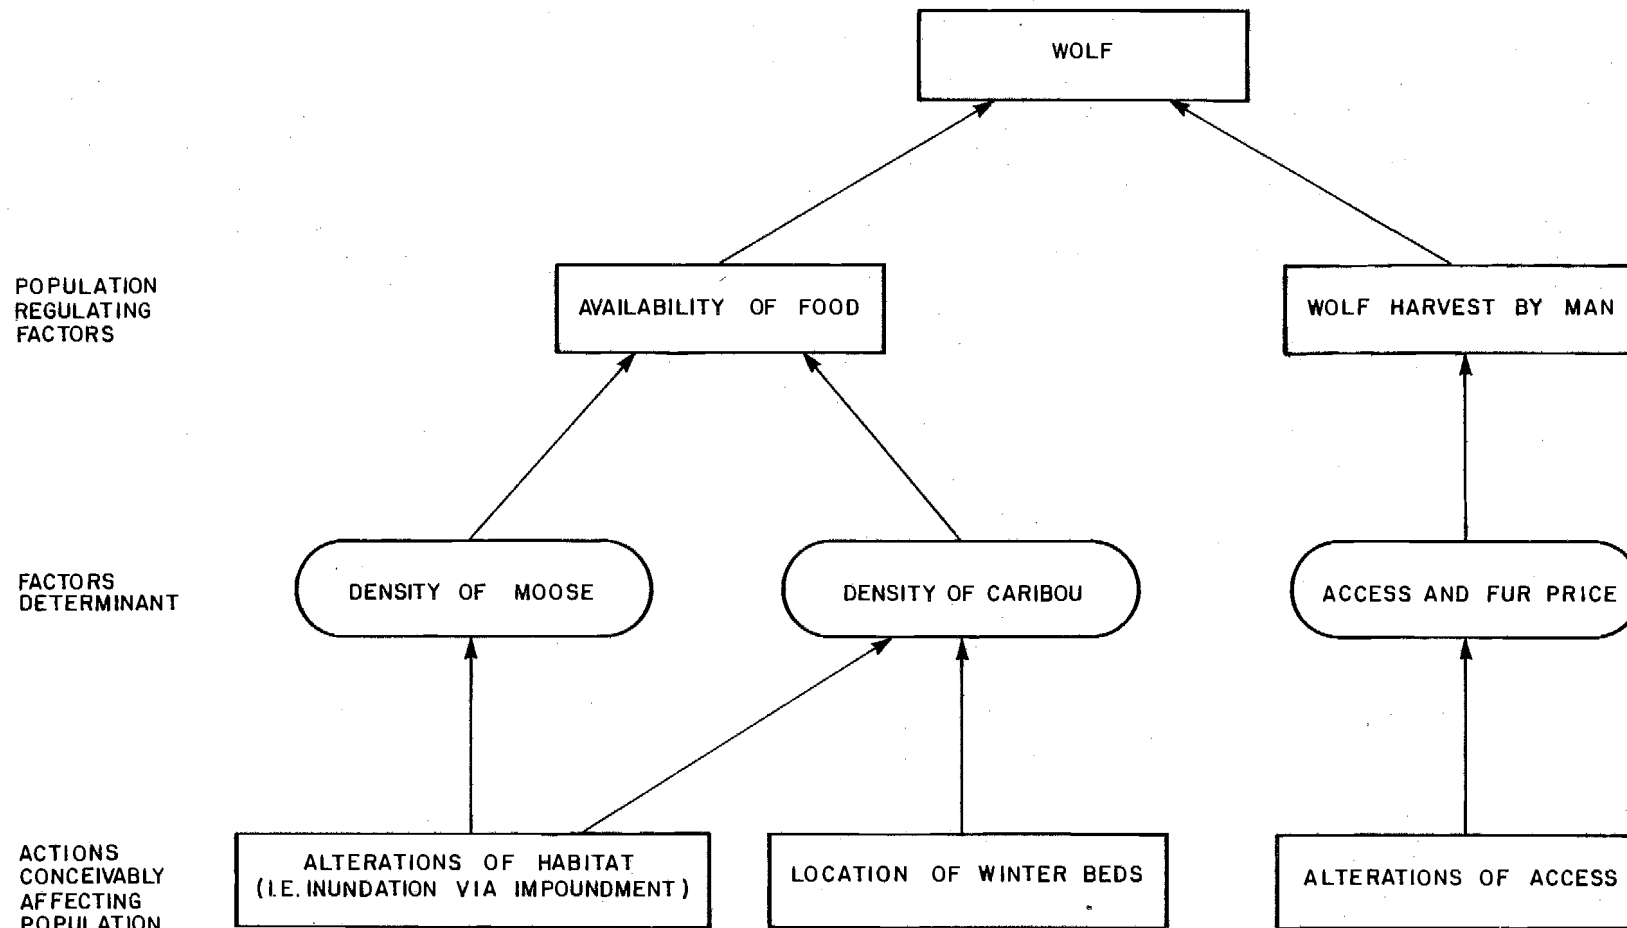 WOLF
POPULATION
REGULATING
FACTORS
AVAILABILITY OF FOOD
WOLF HARVEST BY MAN
FACTORS
DETERMINANT
DENSITY OF MOOSE
DENSITY OF CARIBOU
ACCESS AND FUR PRICE
ACTIONS
CONCEIVABLY
AFFECTING
POPULATION
ALTERATIONS OF HABITAT
(I.E. INUNDATION VIA IMPOUNDMENT)
LOCATION OF WINTER BEDS
ALTERATIONS OF ACCESS